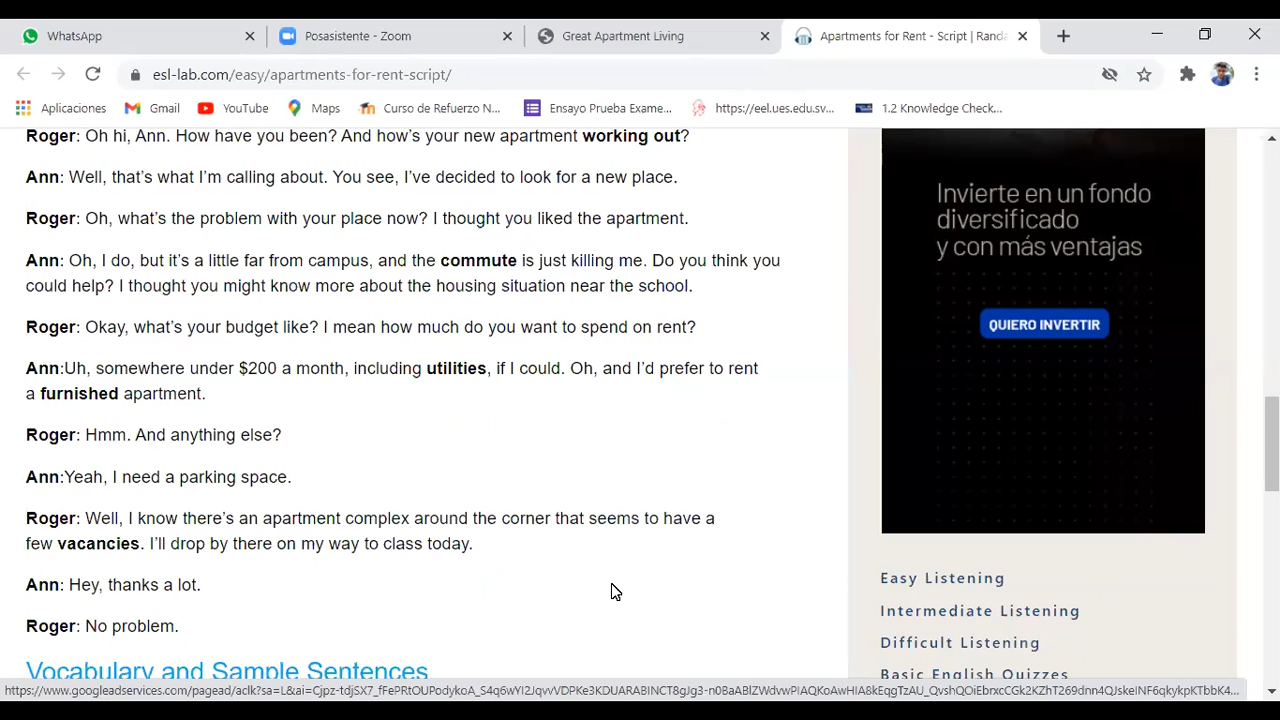 WhatsApp
Posasistente - Zoom
Great Apartment Living
Apartments for Rent - Script | Randa
esl-lab.com/easy/apartments-for-rent-script/
Aplicaciones
Gmail
YouTube
Maps
Curso de Refuerzo N...
Ensayo Prueba Exame...
https://eel.ues.edu.sv...
1.2 Knowledge Check...
Roger: Oh hi, Ann. How have you been? And how's your new apartment working out?
Ann: Well, that's what I'm calling about. You see, I've decided to look for a new place.
Roger: Oh, what's the problem with your place now? I thought you liked the apartment.
Ann: Oh, I do, but it's a little far from campus, and the commute is just killing me. Do you think you
could help? I thought you might know more about the housing situation near the school.
Roger: Okay, what's your budget like? I mean how much do you want to spend on rent?
Ann:Uh, somewhere under $200 a month, including utilities, if I could. Oh, and I'd prefer to rent
a furnished apartment.
Roger: Hmm. And anything else?
Ann:Yeah, I need a parking space.
Roger: Well, I know there's an apartment complex around the corner that seems to have a
few vacancies. I'll drop by there on my way to class today.
Ann: Hey, thanks a lot.
Roger: No problem.
Vocabulary and Sample Sentences
Invierte en un fondo
diversificado
y con más ventajas
QUIERO INVERTIR
Easy Listening
Intermediate Listening
Difficult Listening
Basic English Quizzes